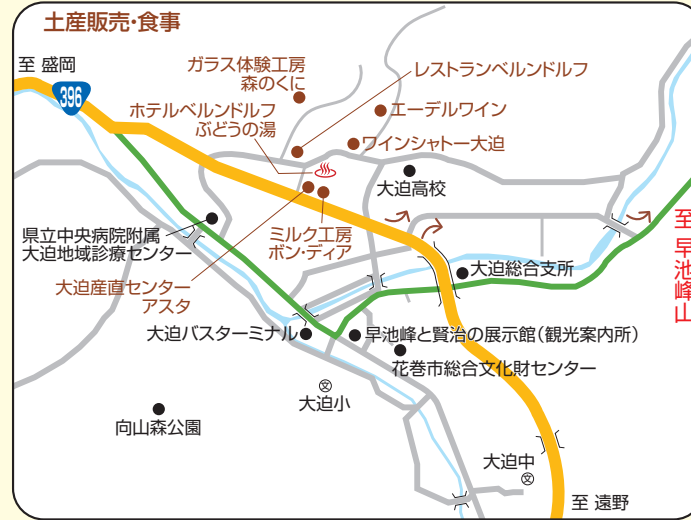 土産販売・食事
至 盛岡
396
ガラス体験工房
森のくに
レストランベルンドルフ
ホテルベルンドルフ
ぶどうの湯
エーデルワイン
ワインシャトー大迫
大迫高校
県立中央病院附属
大迫地域診療センター
ミルク工房
ボン・ディア
至 早池峰山
大迫産直センター
アスタ
大迫総合支所
大迫バスターミナル
早池峰と賢治の展示館(観光案内所)
花巻市総合文化財センター
文
大迫小
向山森公園
大迫中
文
至 遠野